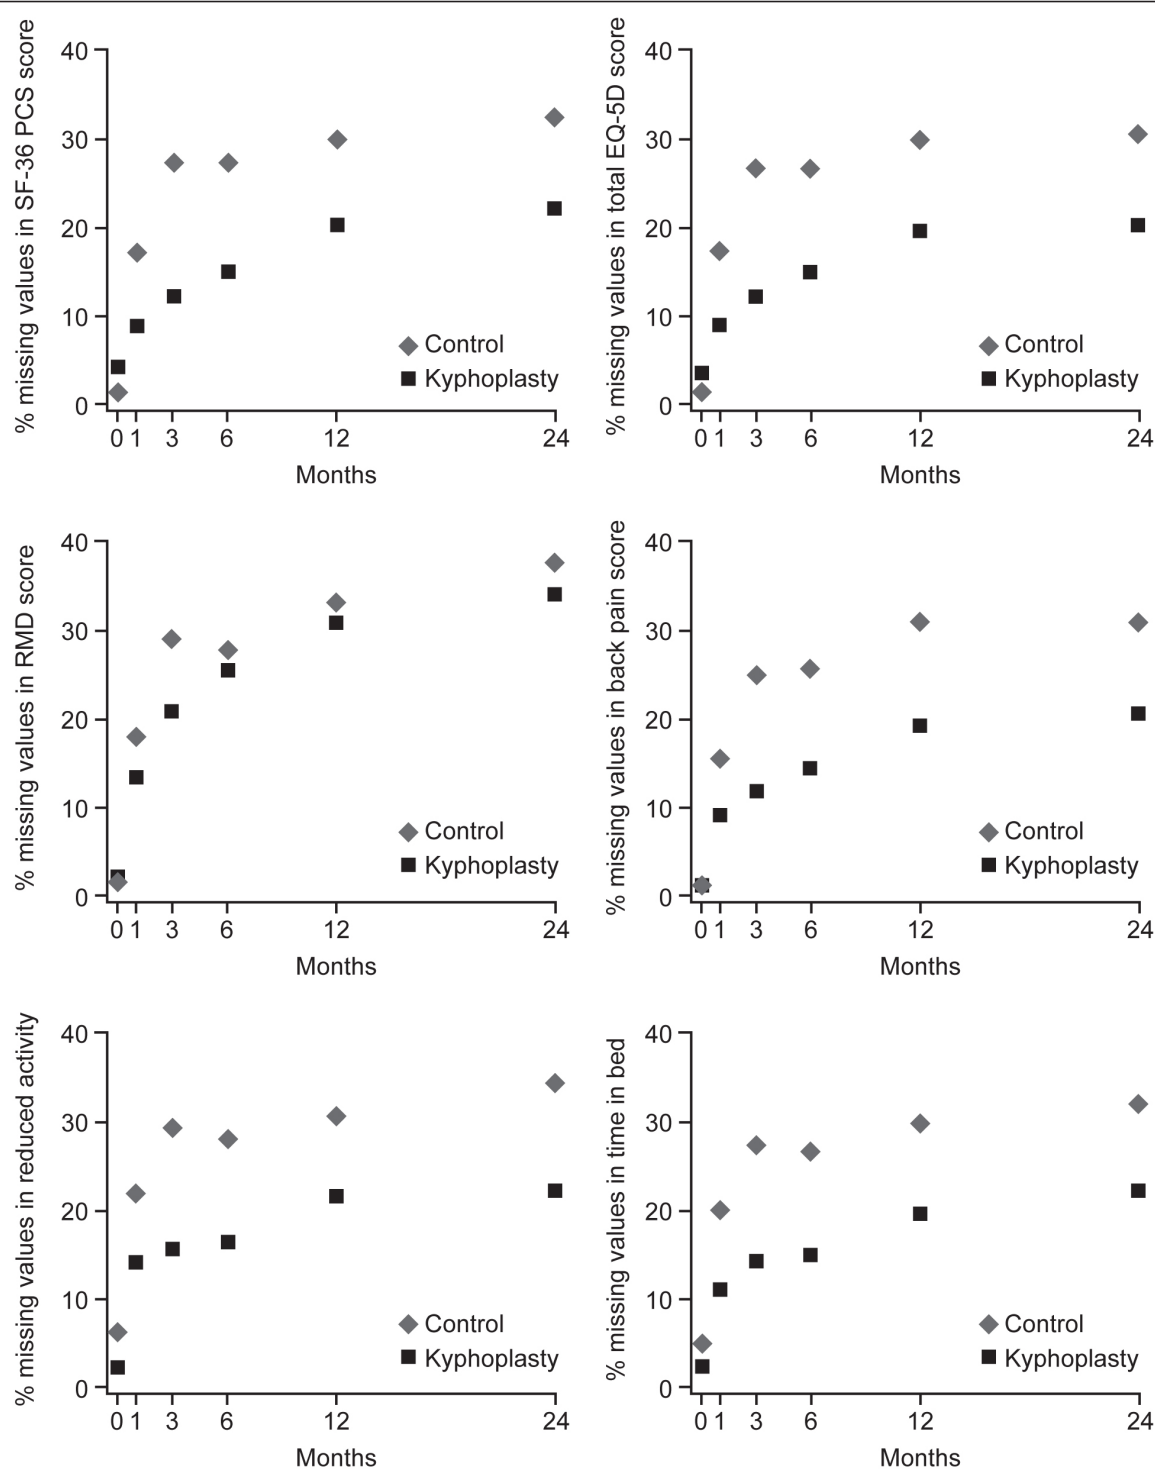 % missing values in SF-36 PCS score
40
30
20
10
0
Control
Kyphoplasty
0 1 3 6 12 24
Months
% missing values in total EQ-5D score
40
30
20
10
0
Control
Kyphoplasty
0 1 3 6 12 24
Months
% missing values in RMD score
40
30
20
10
0
Control
Kyphoplasty
0 1 3 6 12 24
Months
% missing values in back pain score
40
30
20
10
0
Control
Kyphoplasty
0 1 3 6 12 24
Months
% missing values in reduced activity
40
30
20
10
0
Control
Kyphoplasty
0 1 3 6 12 24
Months
% missing values in time in bed
40
30
20
10
0
Control
Kyphoplasty
0 1 3 6 12 24
Months